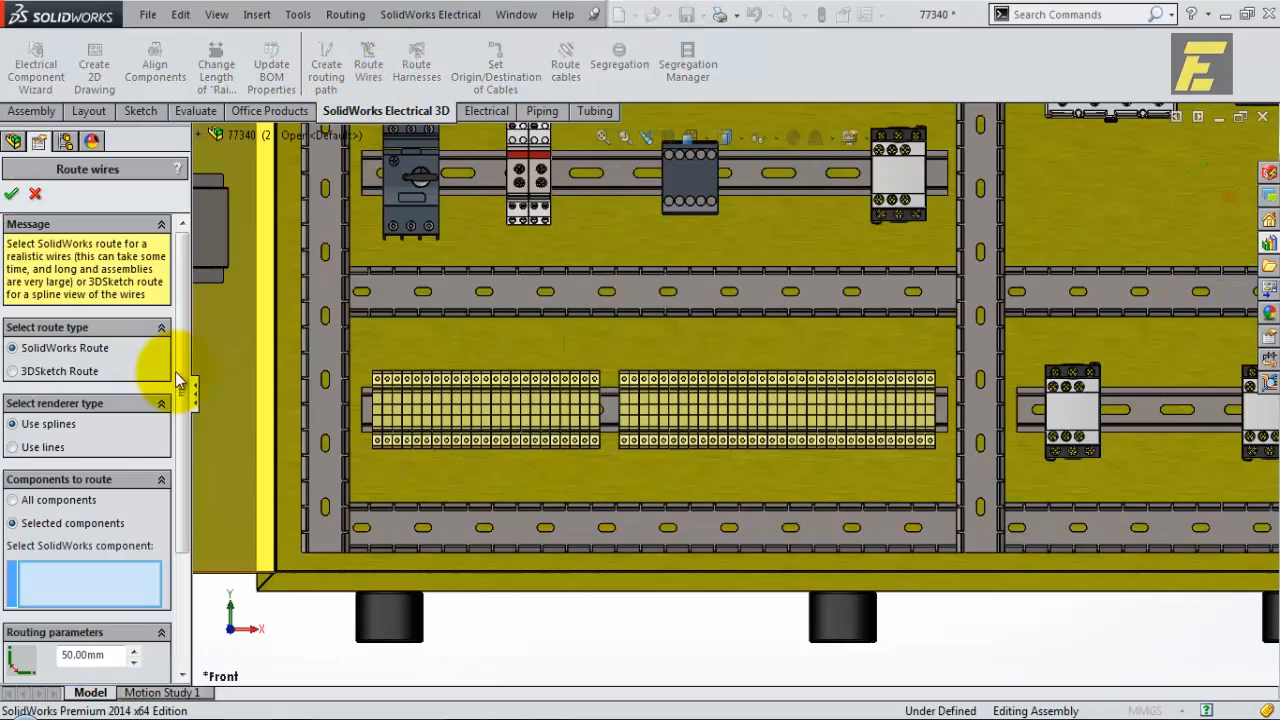 SOLIDWORKS
File Edit View Insert Tools Routing SolidWorks Electrical Window Help
77340 *
Search Commands
Electrical Component Wizard
Create 2D Drawing
Align Components
Change Length of "Rai...
Update BOM Properties
Create routing path
Route Wires
Route Harnesses
Set Origin/Destination of Cables
Route cables
Segregation
Segregation Manager
Assembly Layout Sketch Evaluate Office Products SolidWorks Electrical 3D Electrical Piping Tubing
77340 (2 Open <Default>)
Route wires
?
Message
Select SolidWorks route for a
realistic wires (this can take some
time, and long and assemblies
are very large) or 3DSketch route
for a spline view of the wires
Select route type
SolidWorks Route
3DSketch Route
Select renderer type
Use splines
Use lines
Components to route
All components
Selected components
Select SolidWorks component:
Routing parameters
50.00mm
Y
X
*Front
Model Motion Study 1
SolidWorks Premium 2014 x64 Edition
Under Defined Editing Assembly MMGS